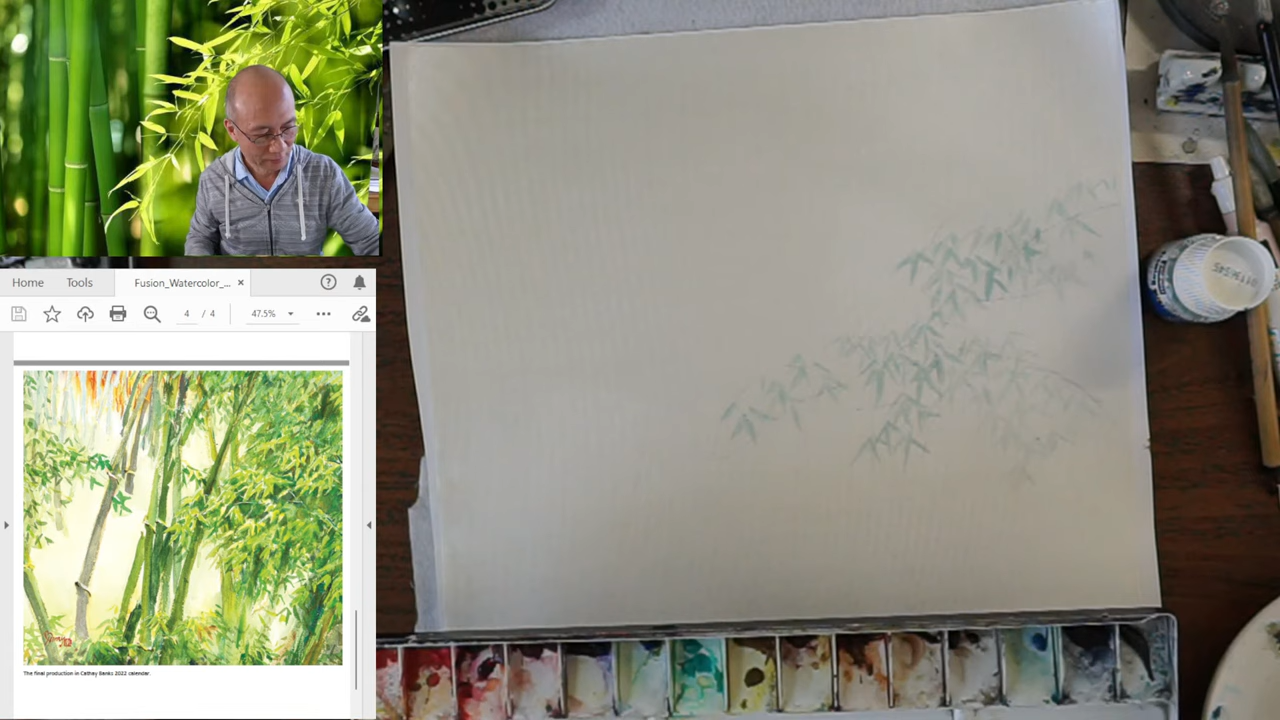 Home
Tools
Fusion_Watercolor_...
4 / 4
47.5%
The final production in Cathay Banks 2022 calendar.